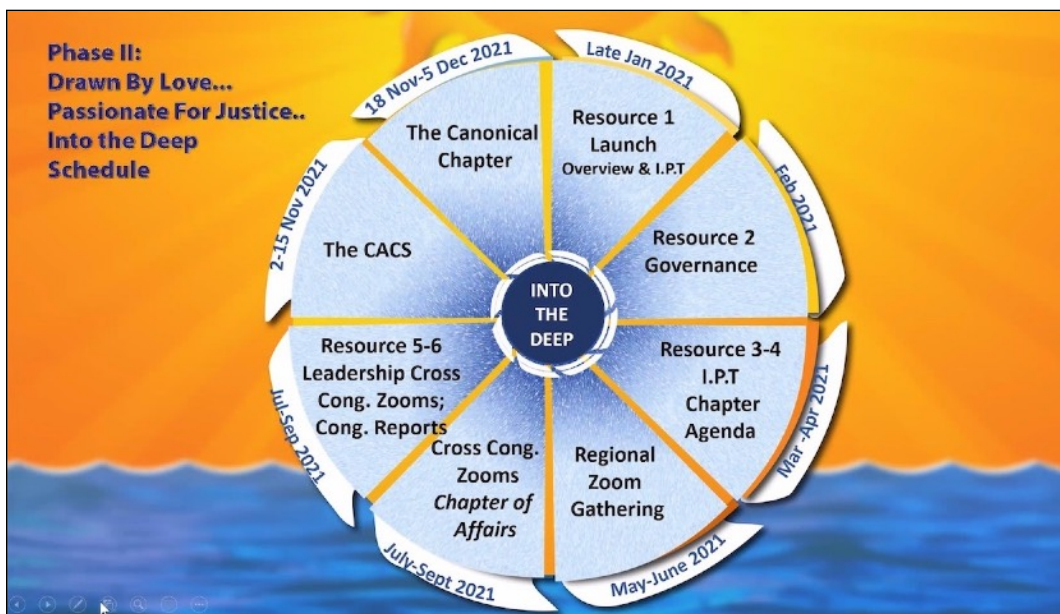 Phase II:
Drawn By Love...
Passionate For Justice..
Into the Deep
Schedule
Late Jan 2021
Resource 1
Launch
Overview & I.P.T
Feb 2021
Resource 2
Governance
Mar -Apr 2021
Resource 3-4
I.P.T
Chapter
Agenda
May-June 2021
Regional
Zoom
Gathering
July-Sept 2021
Cross Cong.
Zooms
Chapter of
Affairs
Jul-Sep 2021
Resource 5-6
Leadership Cross
Cong. Zooms;
Cong. Reports
2-15 Nov 2021
The CACS
18 Nov-5 Dec 2021
The Canonical
Chapter
INTO
THE
DEEP